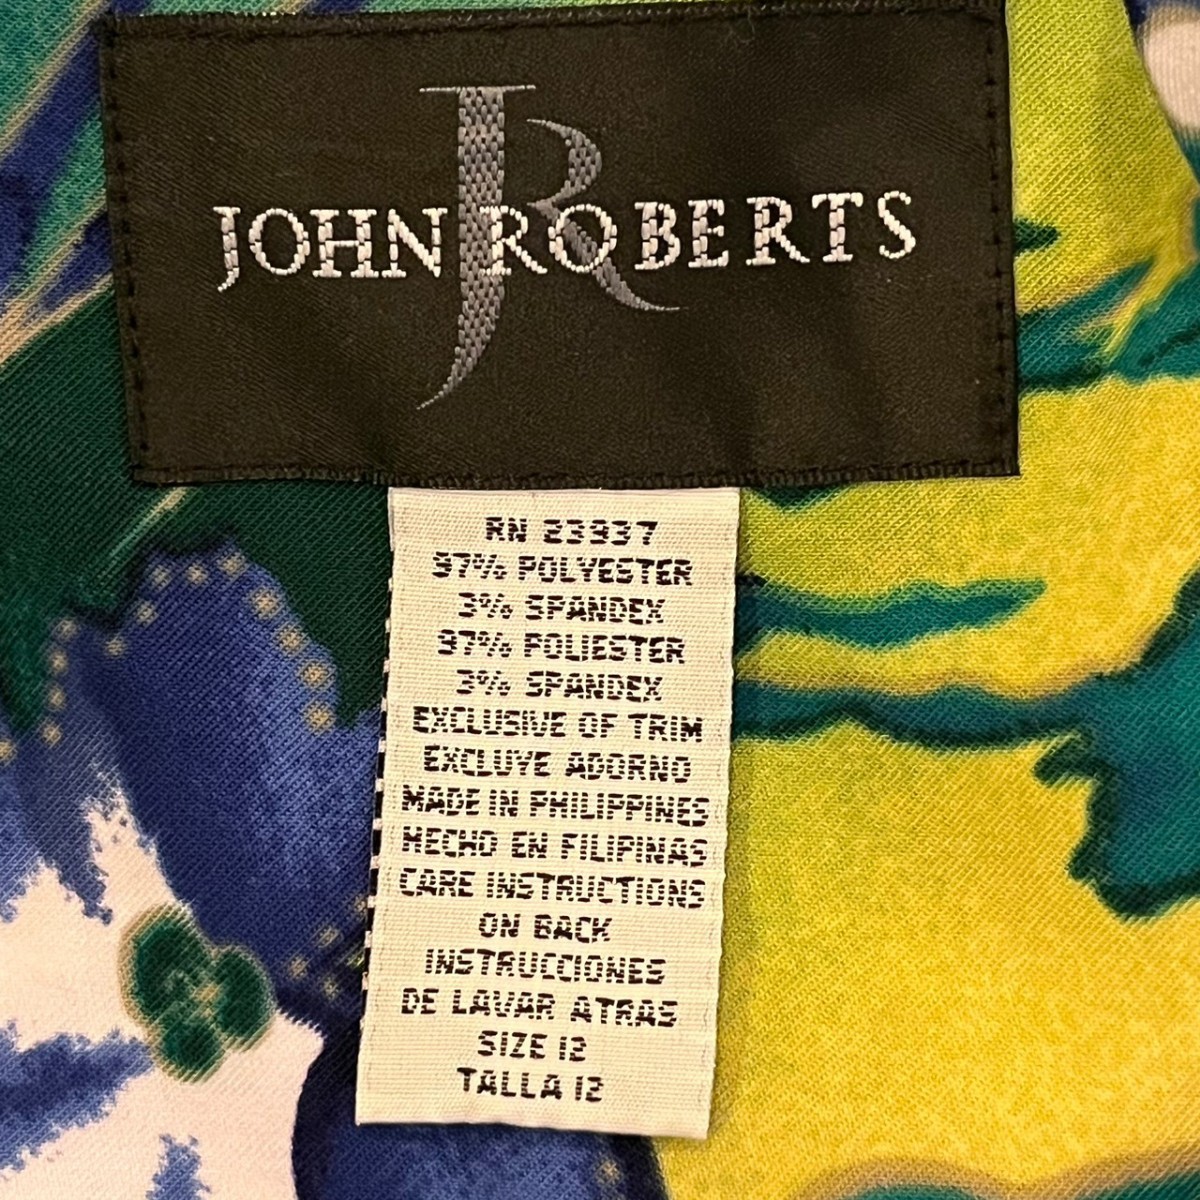 JR
JOHN ROBERTS
RN 23937
97% POLYESTER
3% SPANDEX
97% POLIESTER
3% SPANDEX
EXCLUSIVE OF TRIM
EXCLUYE ADORNO
MADE IN PHILIPPINES
HECHO EN FILIPINAS
CARE INSTRUCTIONS
ON BACK
INSTRUCCIONES
DE LAVAR ATRAS
SIZE 12
TALLA 12